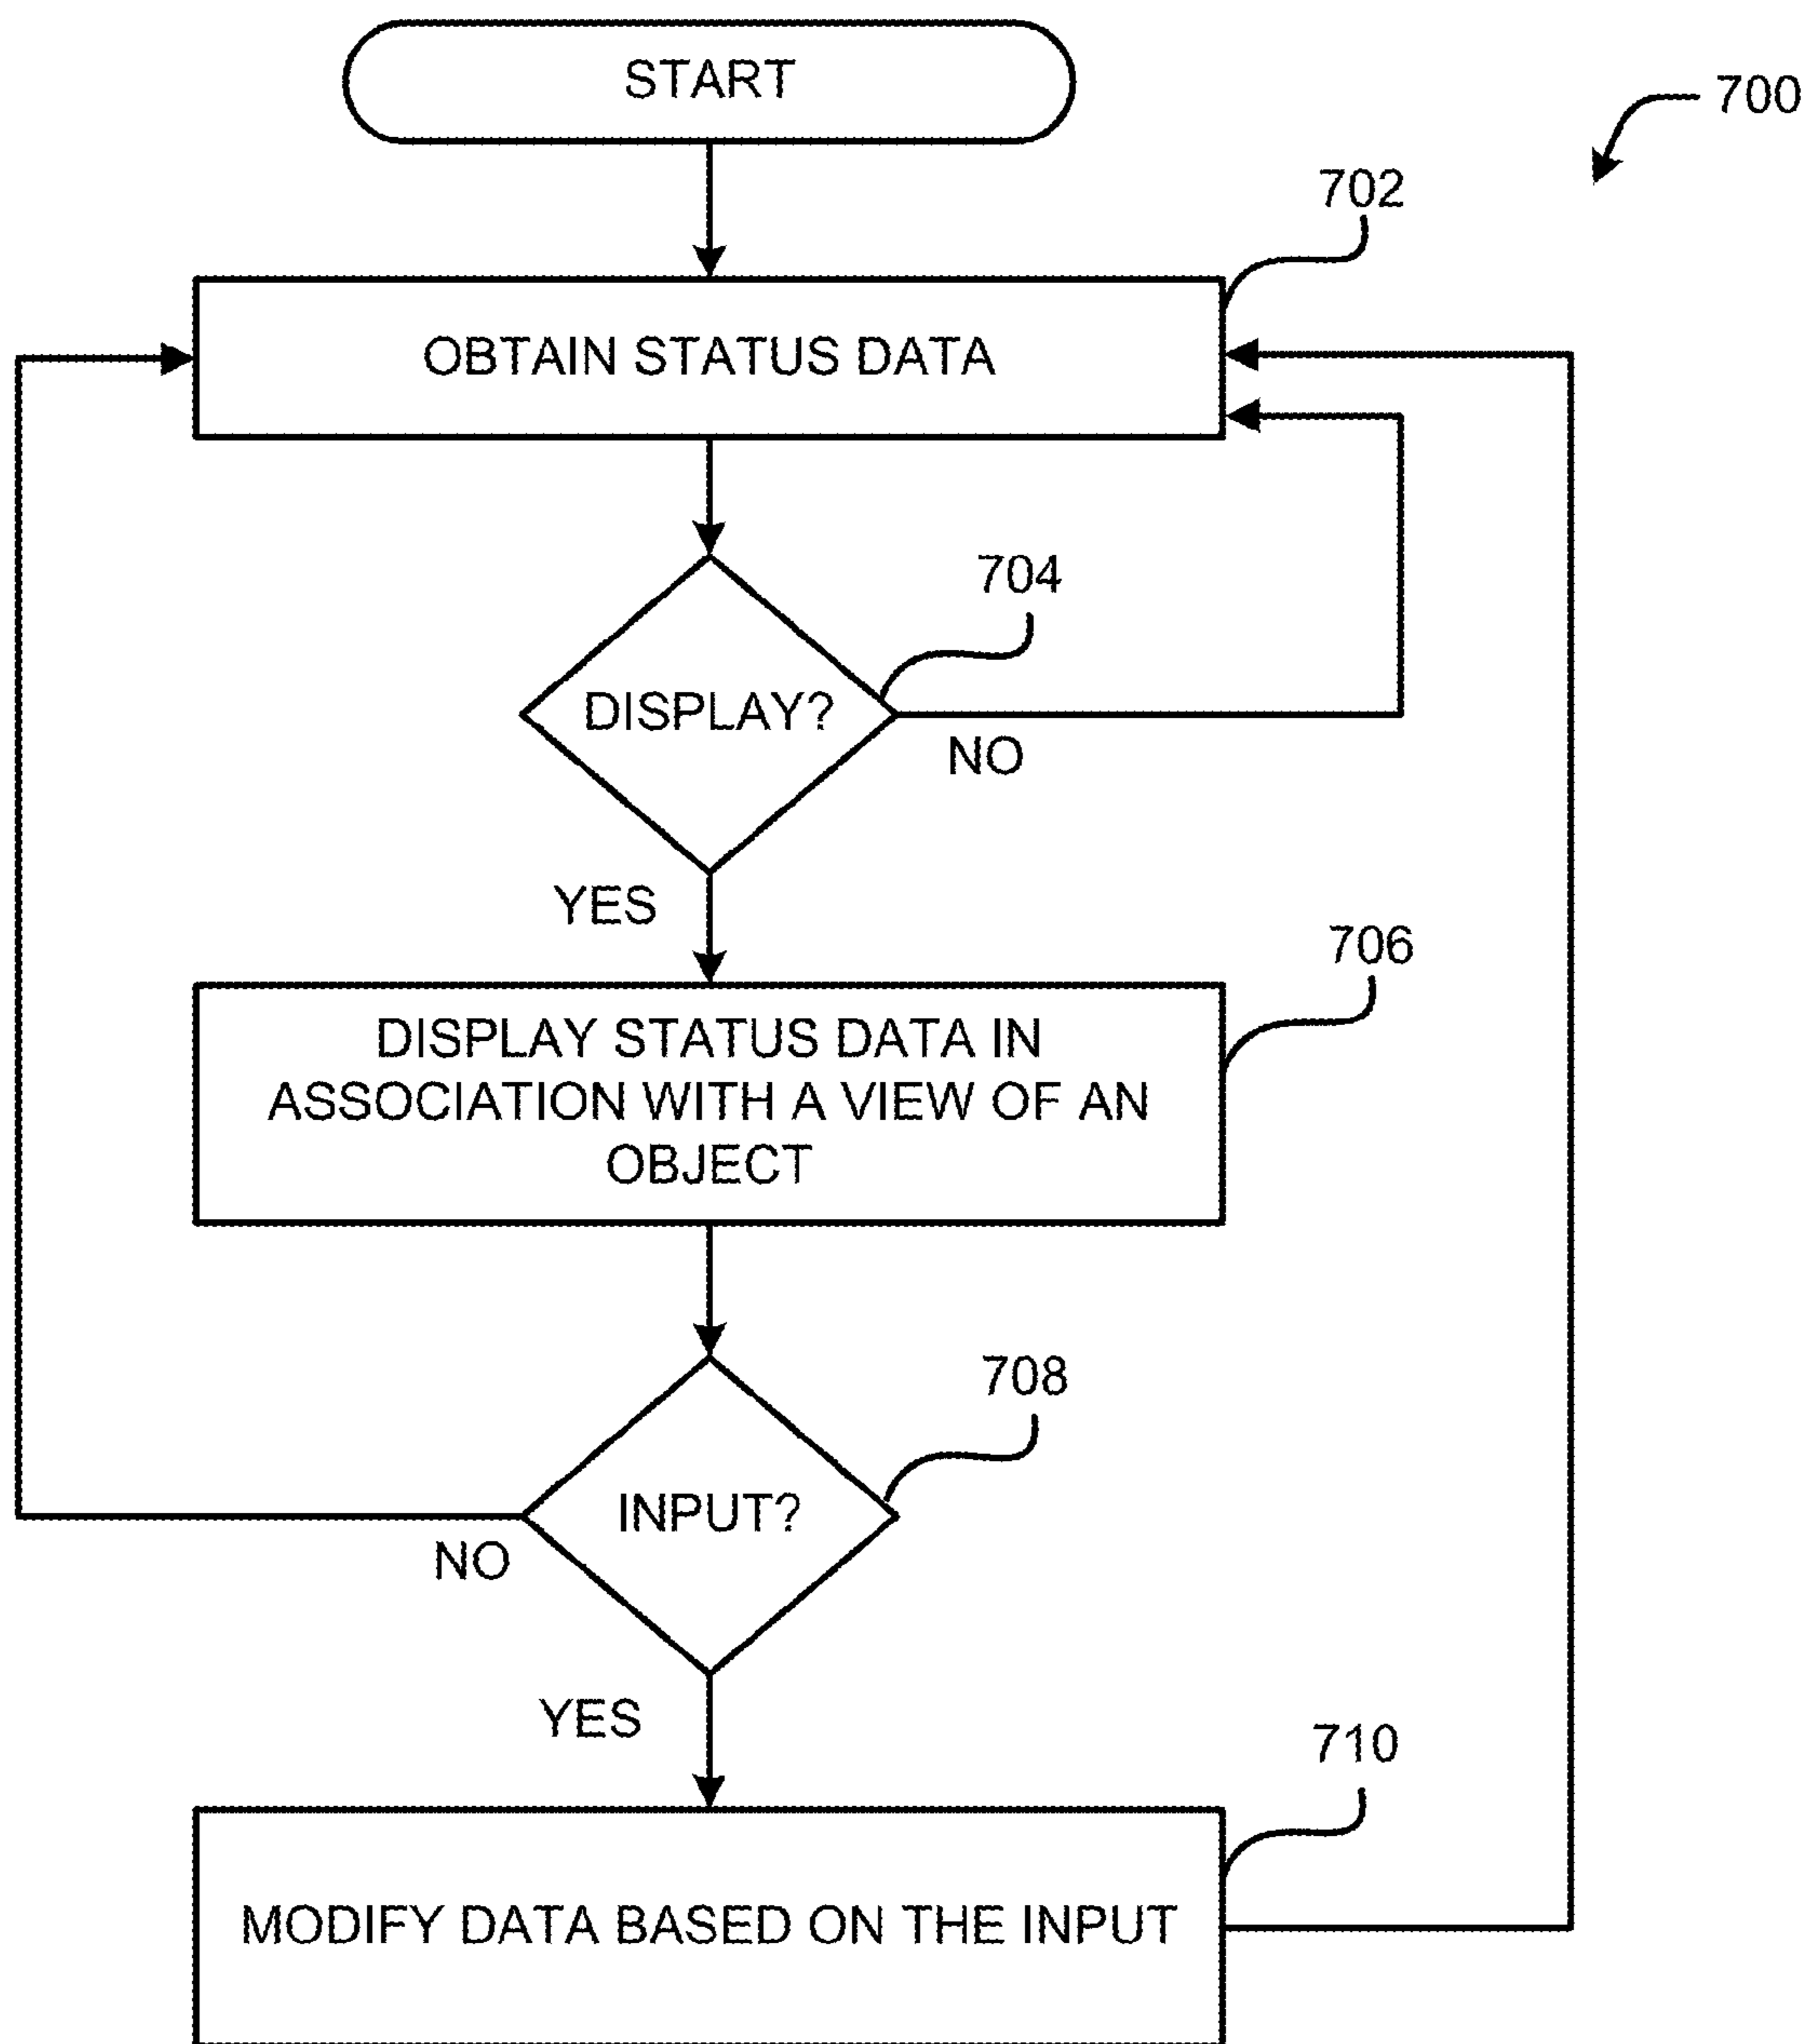 START
700
702
OBTAIN STATUS DATA
704
DISPLAY?
NO
YES
706
DISPLAY STATUS DATA IN
ASSOCIATION WITH A VIEW OF AN
OBJECT
708
INPUT?
NO
YES
710
MODIFY DATA BASED ON THE INPUT